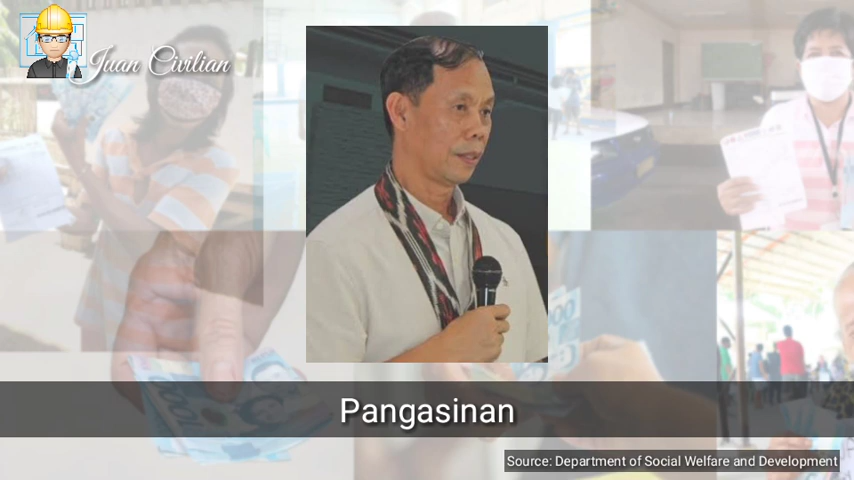 Juan Civilian
Pangasinan
Source: Department of Social Welfare and Development